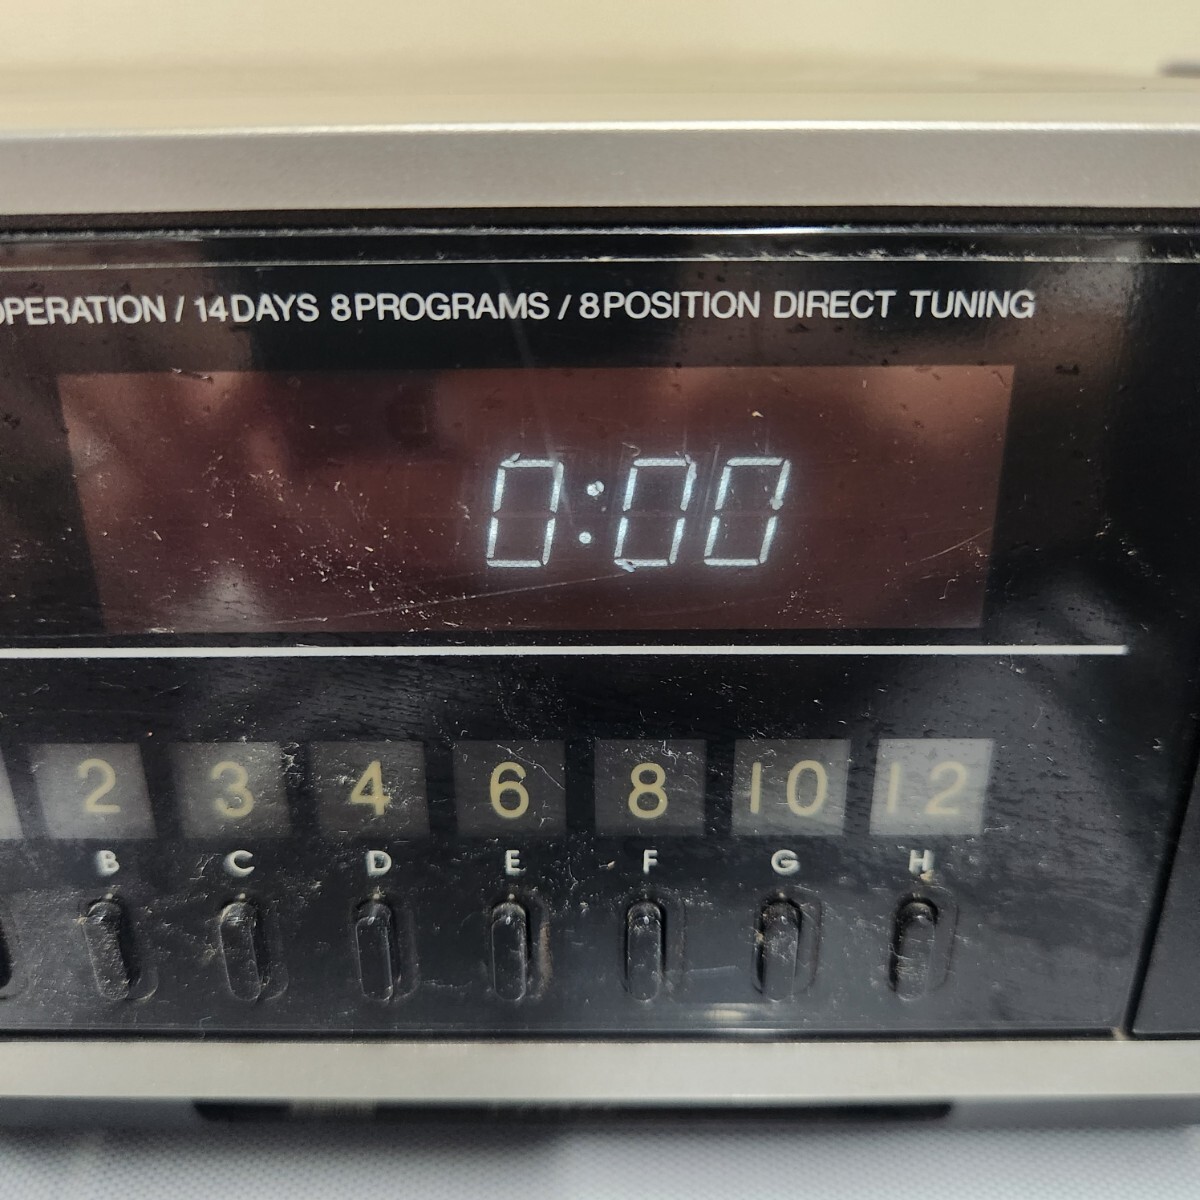 OPERATION / 14DAYS 8PROGRAMS / 8POSITION DIRECT TUNING
0:00
2 3 4 6 8 10 12
B C D E F G H